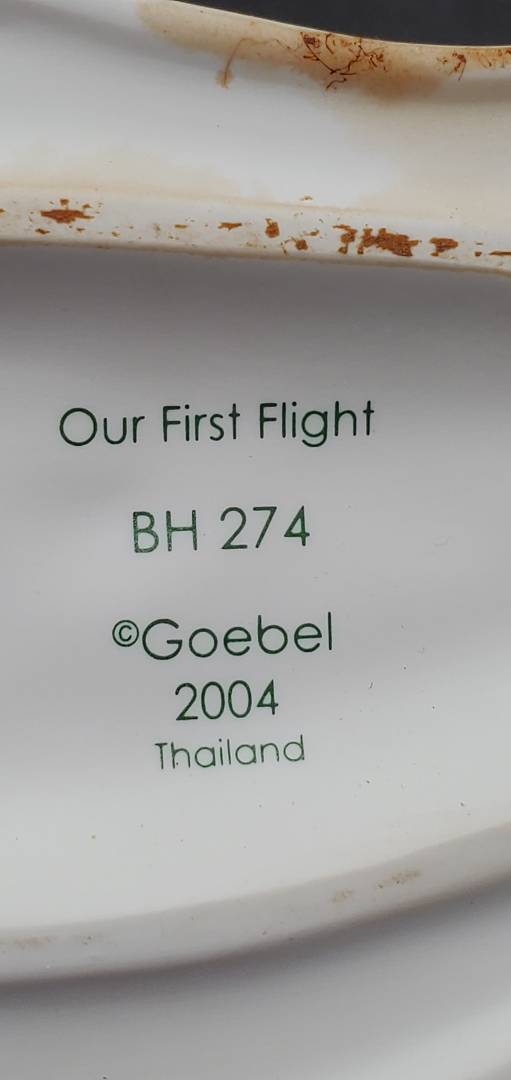 Our First Flight
BH 274
©Goebel
2004
Thailand